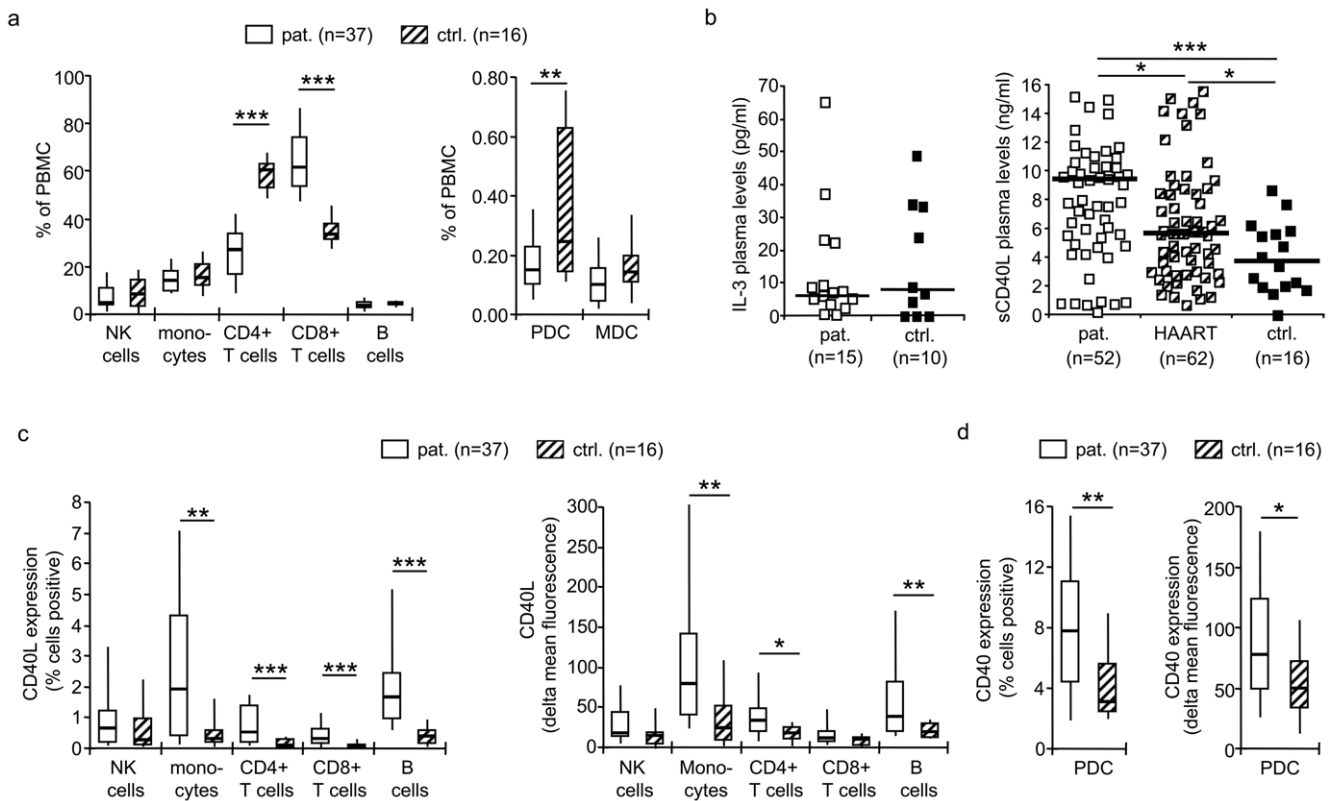 a
pat. (n=37) ctrl. (n=16)
% of PBMC
100
80
60
40
20
0.0
***
***
NK cells
mono-cytes
CD4+ T cells
CD8+ T cells
B cells
% of PBMC
0.80
0.60
0.40
0.20
0.00
**
PDC MDC
b
IL-3 plasma levels (pg/ml)
70
60
50
40
30
20
10
0
pat. (n=15)
ctrl. (n=10)
sCD40L plasma levels (ng/ml)
16
14
12
10
8
6
4
2
0
***
*
*
pat. (n=52)
HAART (n=62)
ctrl. (n=16)
c
pat. (n=37) ctrl. (n=16)
CD40L expression
(% cells positive)
8
7
6
5
4
3
2
1
0
**
***
***
***
NK cells
mono-cytes
CD4+ T cells
CD8+ T cells
B cells
CD40L
(delta mean fluorescence)
300
250
200
150
100
50
0
**
*
**
NK cells
Mono-cytes
CD4+ T cells
CD8+ T cells
B cells
d
pat. (n=37) ctrl. (n=16)
CD40 expression
(% cells positive)
16
12
8
4
0
**
PDC
CD40 expression
(delta mean fluorescence)
200
150
100
50
0
*
PDC